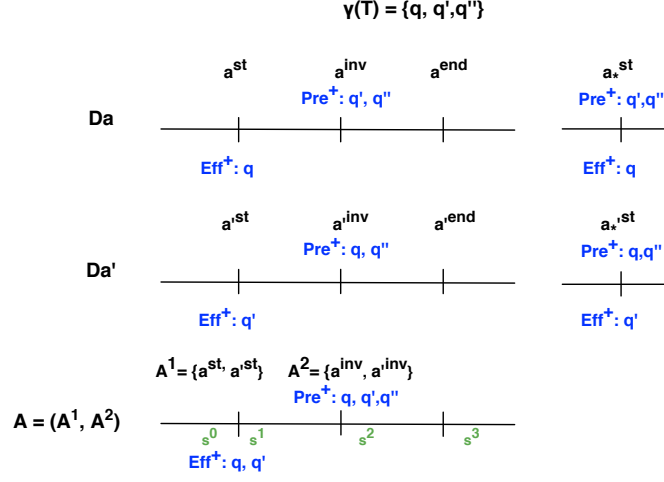 γ(T) = {q, q',q''}
a^st a^inv a^end a*^st
Pre^+: q', q'' Pre^+: q',q''
Da
Eff^+: q Eff^+: q
a'^st a'^inv a'^end a*'^st
Pre^+: q, q'' Pre^+: q,q''
Da'
Eff^+: q' Eff^+: q'
A^1= {a^st, a'^st} A^2= {a^inv, a'^inv}
Pre^+: q, q',q''
A = (A^1, A^2)
s^0 s^1 s^2 s^3
Eff^+: q, q'